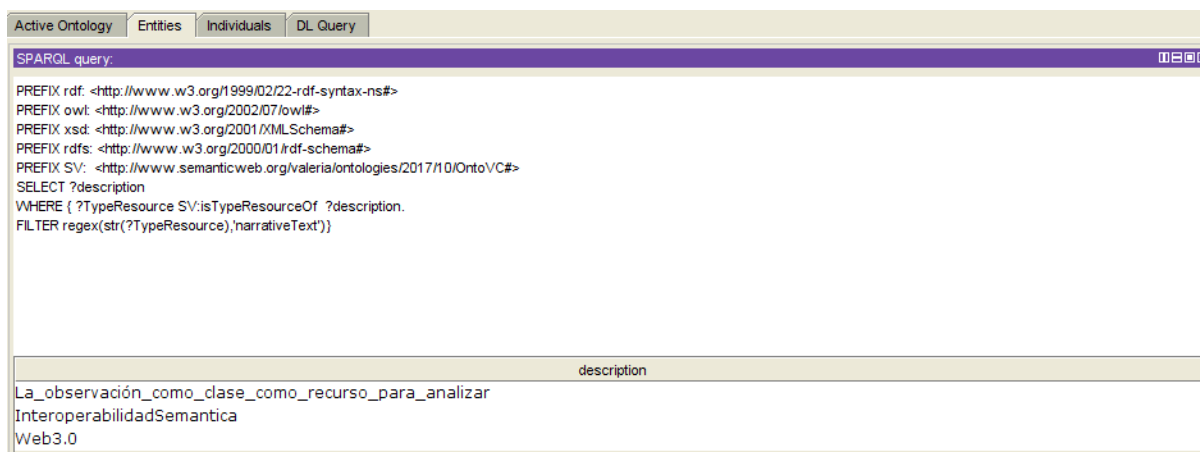 Active Ontology Entities Individuals DL Query
SPARQL query:
PREFIX rdf: <http://www.w3.org/1999/02/22-rdf-syntax-ns#>
PREFIX owl: <http://www.w3.org/2002/07/owl#>
PREFIX xsd: <http://www.w3.org/2001/XMLSchema#>
PREFIX rdfs: <http://www.w3.org/2000/01/rdf-schema#>
PREFIX SV: <http://www.semanticweb.org/valeria/ontologies/2017/10/OntoVC#>
SELECT ?description
WHERE { ?TypeResource SV:isTypeResourceOf ?description.
FILTER regex(str(?TypeResource),'narrativeText')}
description
La_observación_como_clase_como_recurso_para_analizar
InteroperabilidadSemantica
Web3.0